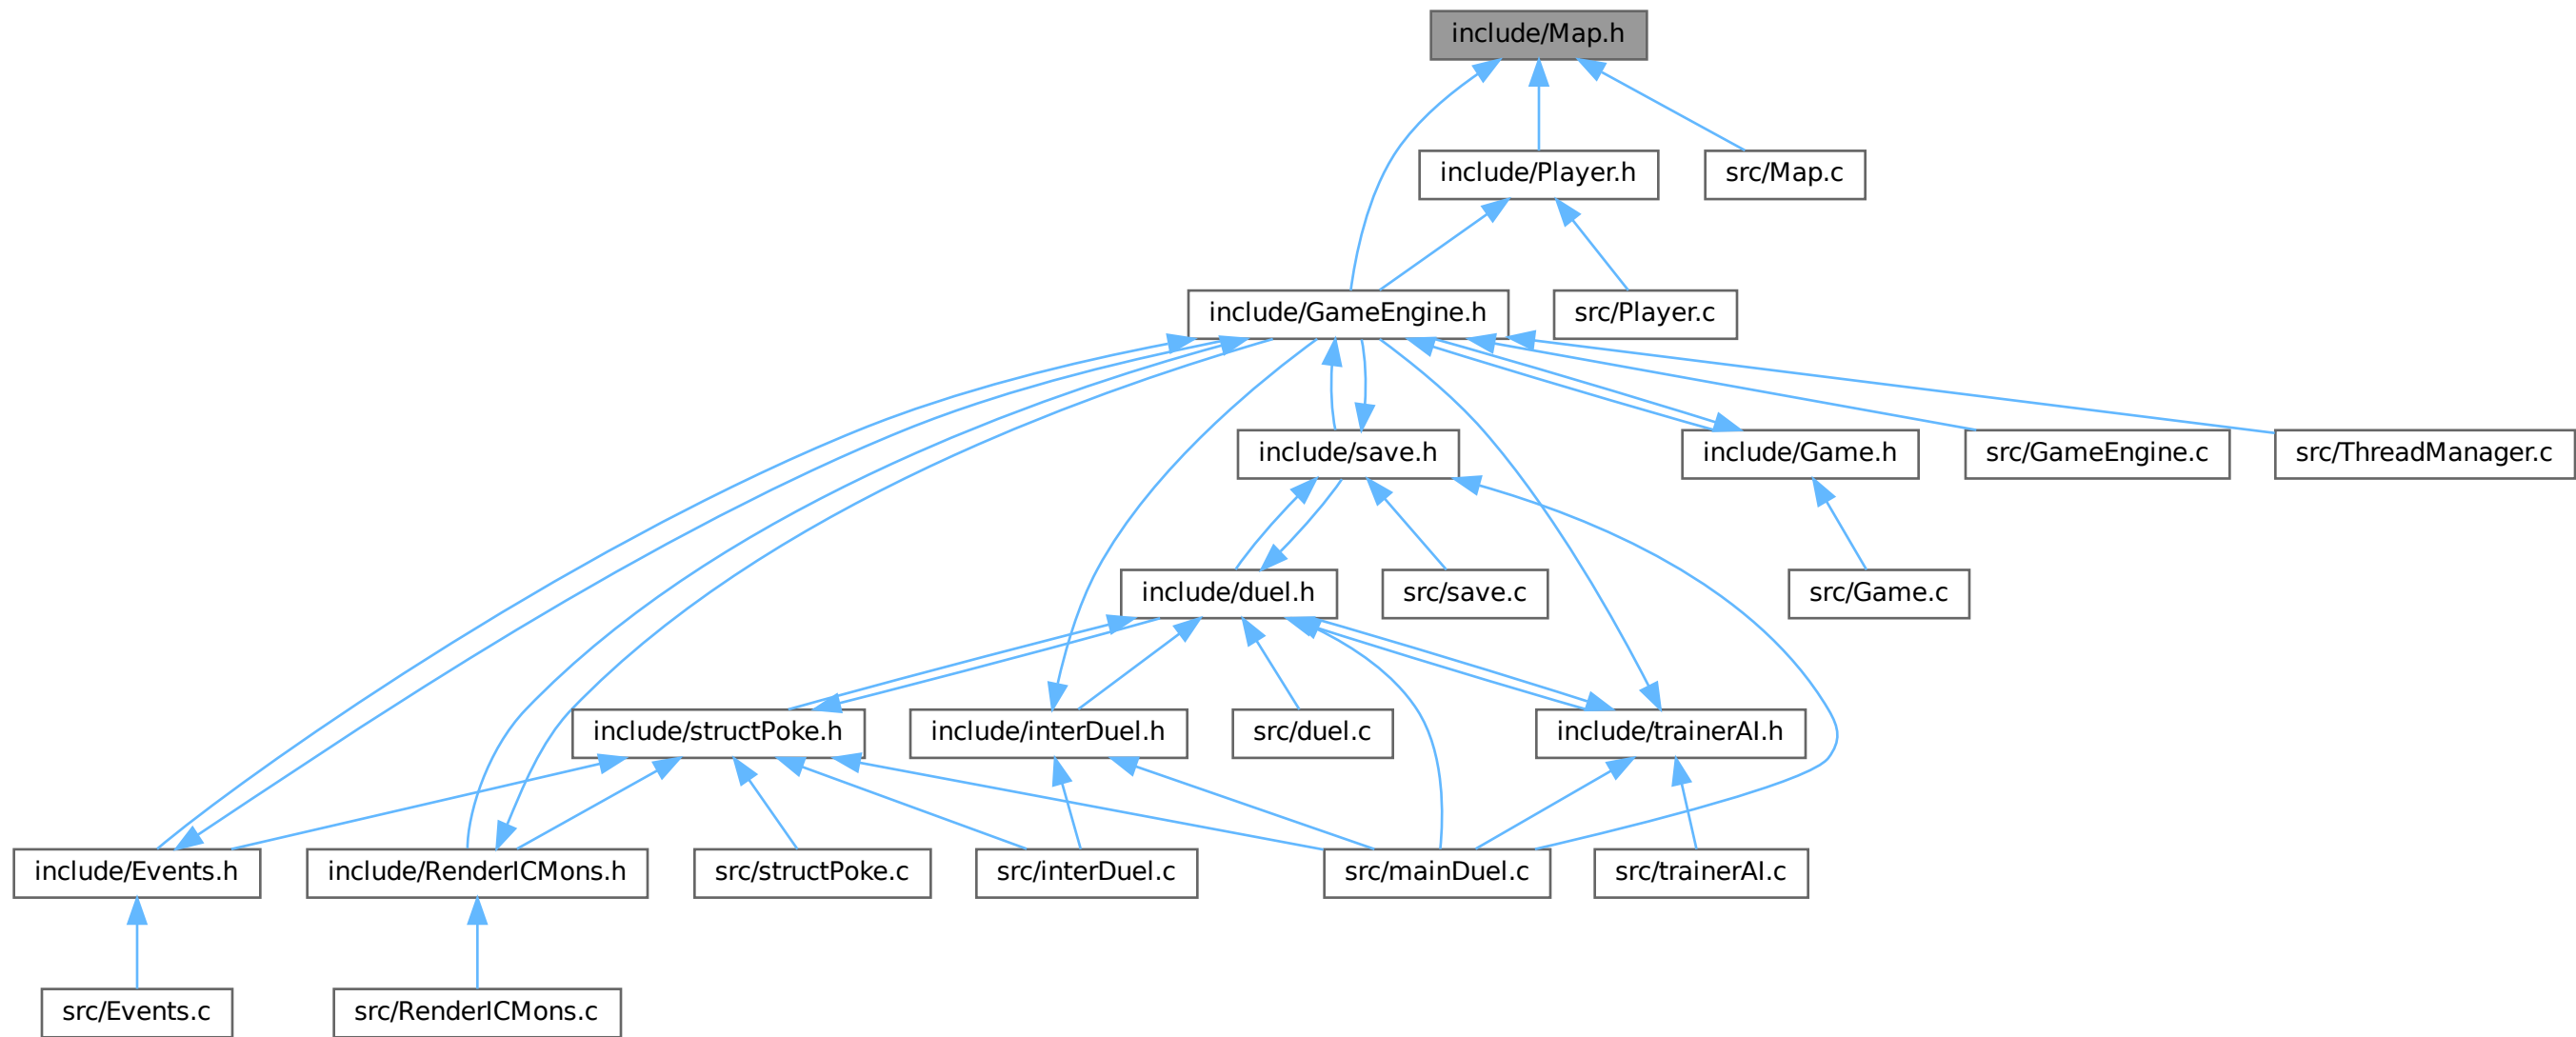 include/Map.h
include/Player.h
src/Map.c
include/GameEngine.h
src/Player.c
include/save.h
include/Game.h
src/GameEngine.c
src/ThreadManager.c
include/duel.h
src/save.c
src/Game.c
include/structPoke.h
include/interDuel.h
src/duel.c
include/trainerAI.h
include/Events.h
include/RenderICMons.h
src/structPoke.c
src/interDuel.c
src/mainDuel.c
src/trainerAI.c
src/Events.c
src/RenderICMons.c